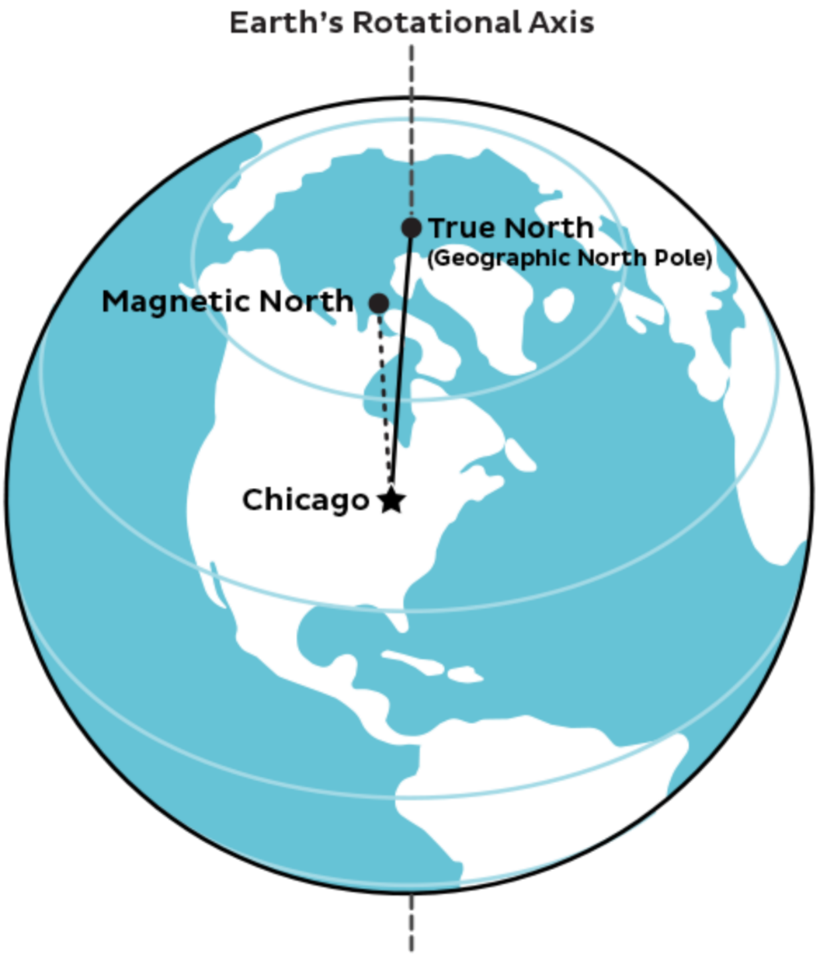 Earth’s Rotational Axis
True North
(Geographic North Pole)
Magnetic North
Chicago